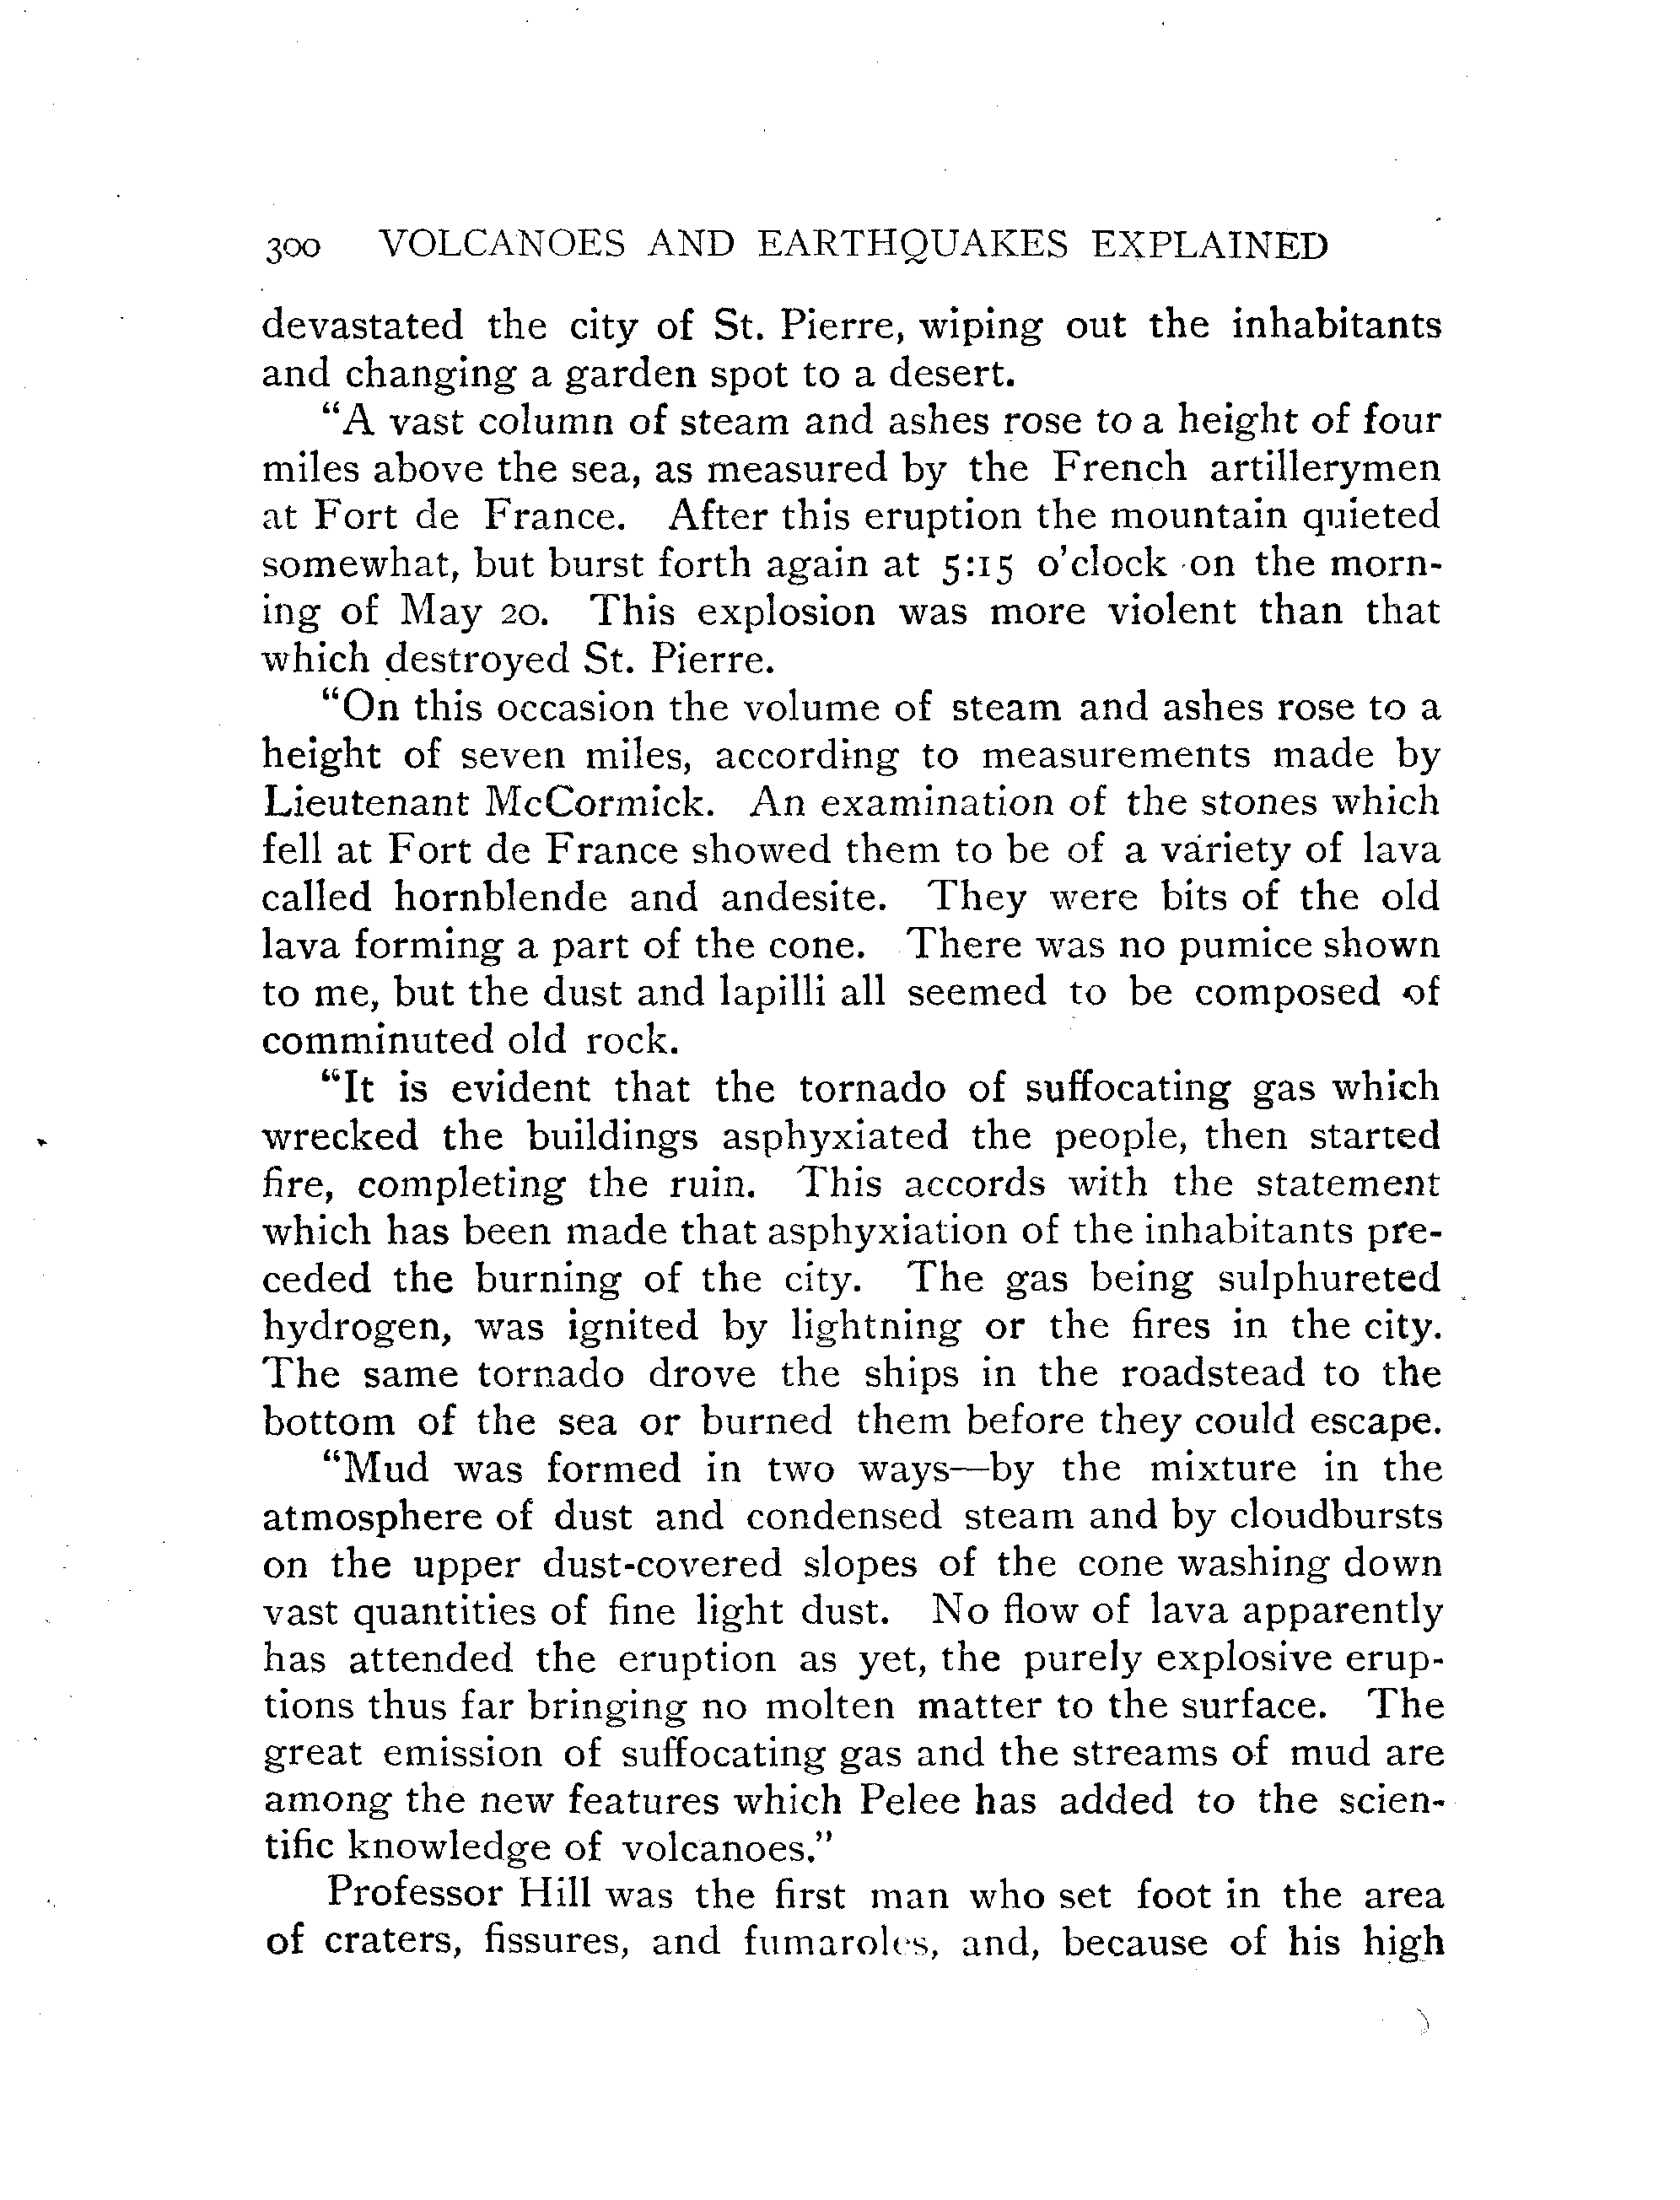 300 VOLCANOES AND EARTHQUAKES EXPLAINED
devastated the city of St. Pierre, wiping out the inhabitants
and changing a garden spot to a desert.
“A vast column of steam and ashes rose to a height of four
miles above the sea, as measured by the French artillerymen
at Fort de France. After this eruption the mountain quieted
somewhat, but burst forth again at 5:15 o’clock on the morn-
ing of May 20. This explosion was more violent than that
which destroyed St. Pierre.
“On this occasion the volume of steam and ashes rose to a
height of seven miles, according to measurements made by
Lieutenant McCormick. An examination of the stones which
fell at Fort de France showed them to be of a variety of lava
called hornblende and andesite. They were bits of the old
lava forming a part of the cone. There was no pumice shown
to me, but the dust and lapilli all seemed to be composed of
comminuted old rock.
“It is evident that the tornado of suffocating gas which
wrecked the buildings asphyxiated the people, then started
fire, completing the ruin. This accords with the statement
which has been made that asphyxiation of the inhabitants pre-
ceded the burning of the city. The gas being sulphureted
hydrogen, was ignited by lightning or the fires in the city.
The same tornado drove the ships in the roadstead to the
bottom of the sea or burned them before they could escape.
“Mud was formed in two ways—by the mixture in the
atmosphere of dust and condensed steam and by cloudbursts
on the upper dust-covered slopes of the cone washing down
vast quantities of fine light dust. No flow of lava apparently
has attended the eruption as yet, the purely explosive erup-
tions thus far bringing no molten matter to the surface. The
great emission of suffocating gas and the streams of mud are
among the new features which Pelee has added to the scien-
tific knowledge of volcanoes.”
Professor Hill was the first man who set foot in the area
of craters, fissures, and fumaroles, and, because of his high